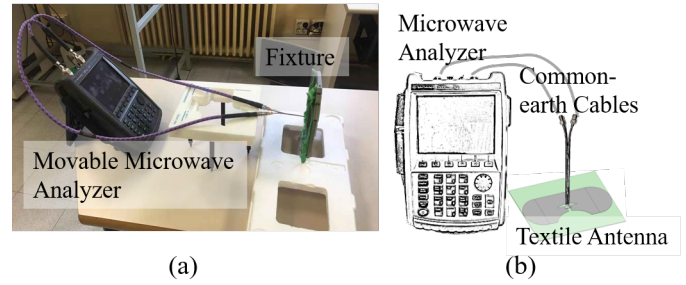 Fixture
Movable Microwave
Analyzer
(a)
Microwave
Analyzer
Common-
earth Cables
Textile Antenna
(b)